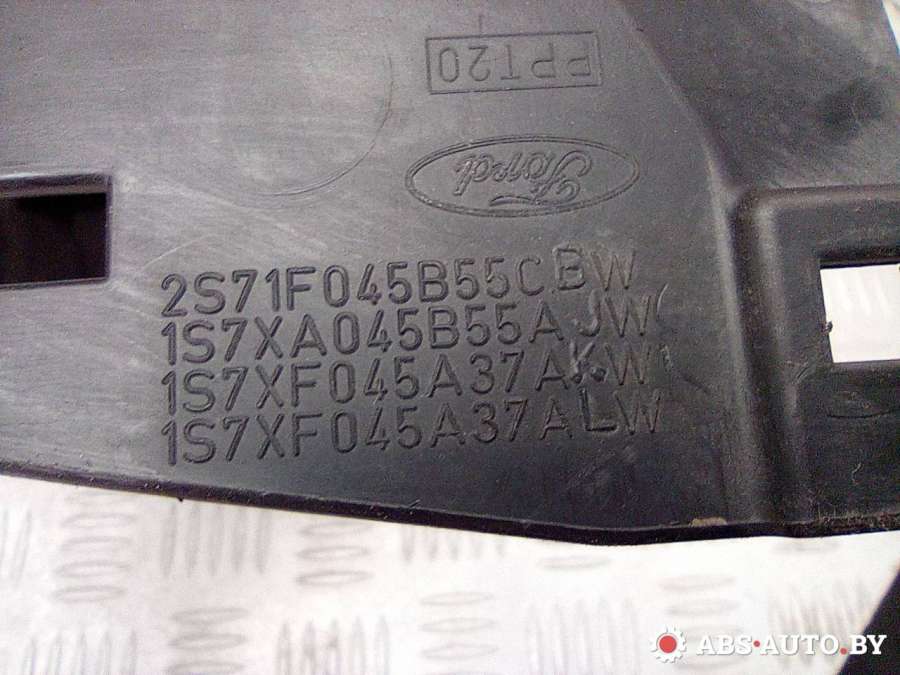 PPT20
Ford
2S71F045B55CBW
1S7XA045B55AJW
1S7XF045A37AKW
1S7XF045A37ALW
ABS-AUTO.BY